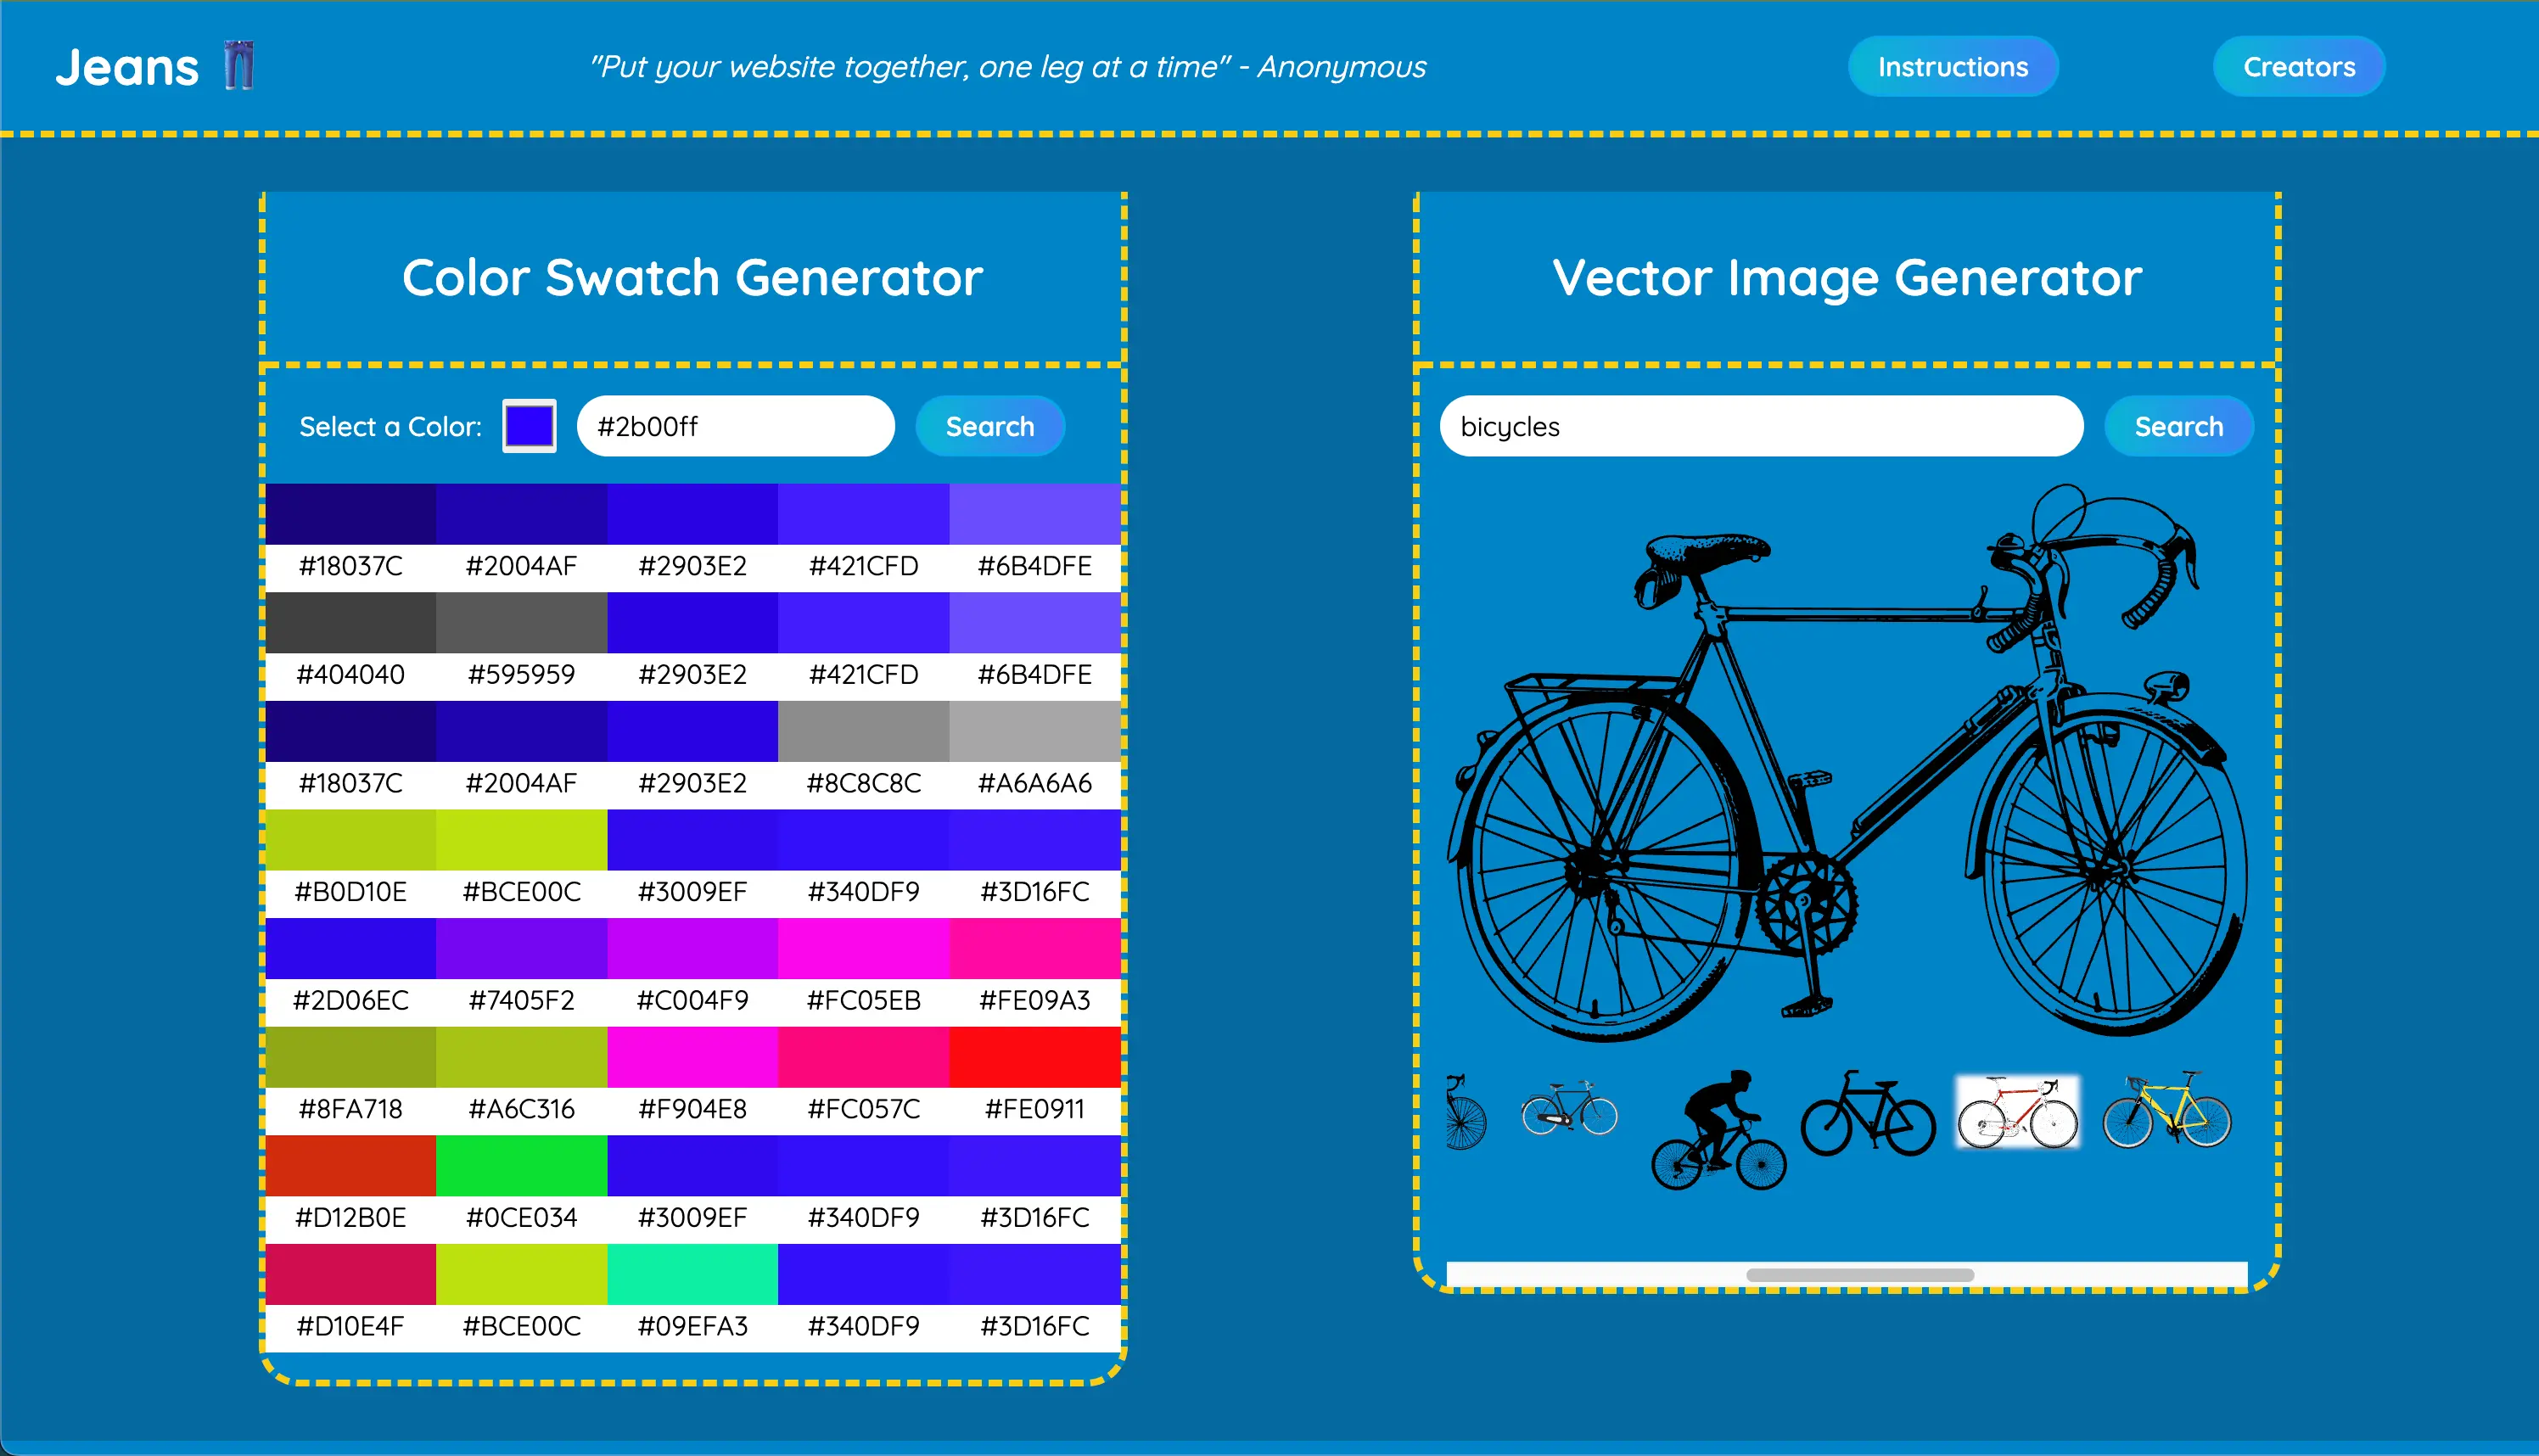 Jeans
"Put your website together, one leg at a time" - Anonymous
Instructions
Creators
Color Swatch Generator
Select a Color:
#2b00ff
Search
#18037C #2004AF #2903E2 #421CFD #6B4DFE
#404040 #595959 #2903E2 #421CFD #6B4DFE
#18037C #2004AF #2903E2 #8C8C8C #A6A6A6
#B0D10E #BCE00C #3009EF #340DF9 #3D16FC
#2D06EC #7405F2 #C004F9 #FC05EB #FE09A3
#8FA718 #A6C316 #F904E8 #FC057C #FE0911
#D12B0E #0CE034 #3009EF #340DF9 #3D16FC
#D10E4F #BCE00C #09EFA3 #340DF9 #3D16FC
Vector Image Generator
bicycles
Search